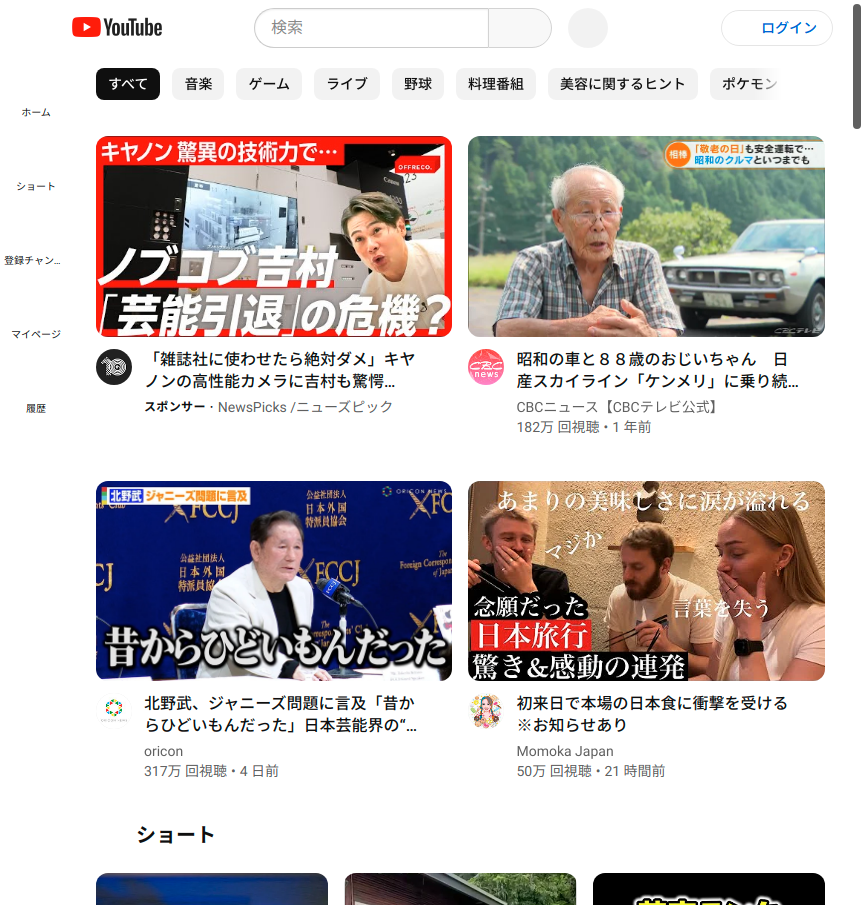 YouTube
検索
ログイン
すべて
音楽
ゲーム
ライブ
野球
料理番組
美容に関するヒント
ポケモン
ホーム
ショート
登録チャン...
マイページ
履歴
キヤノン 驚異の技術力で…
OFFRECO.
Canon
ノブコブ吉村
「芸能引退」の危機？
「雑誌社に使わせたら絶対ダメ」キヤ
ノンの高性能カメラに吉村も驚愕...
スポンサー・NewsPicks /ニューズピック
相棒
「敬老の日」も安全運転で…
昭和のクルマといつまでも
CBCテレビ
CBC
news
昭和の車と８８歳のおじいちゃん　日
産スカイライン「ケンメリ」に乗り続...
CBCニュース【CBCテレビ公式】
182万 回視聴・1 年前
北野武 ジャニーズ問題に言及
ORICON NEWS
FCCJ
公益社団法人
日本外国
特派員協会
昔からひどいもんだった
北野武、ジャニーズ問題に言及「昔か
らひどいもんだった」日本芸能界の“...
oricon
317万 回視聴・4 日前
あまりの美味しさに涙が溢れる
マジか
言葉を失う
念願だった
日本旅行
驚き＆感動の連発
初来日で本場の日本食に衝撃を受ける
※お知らせあり
Momoka Japan
50万 回視聴・21 時間前
ショート